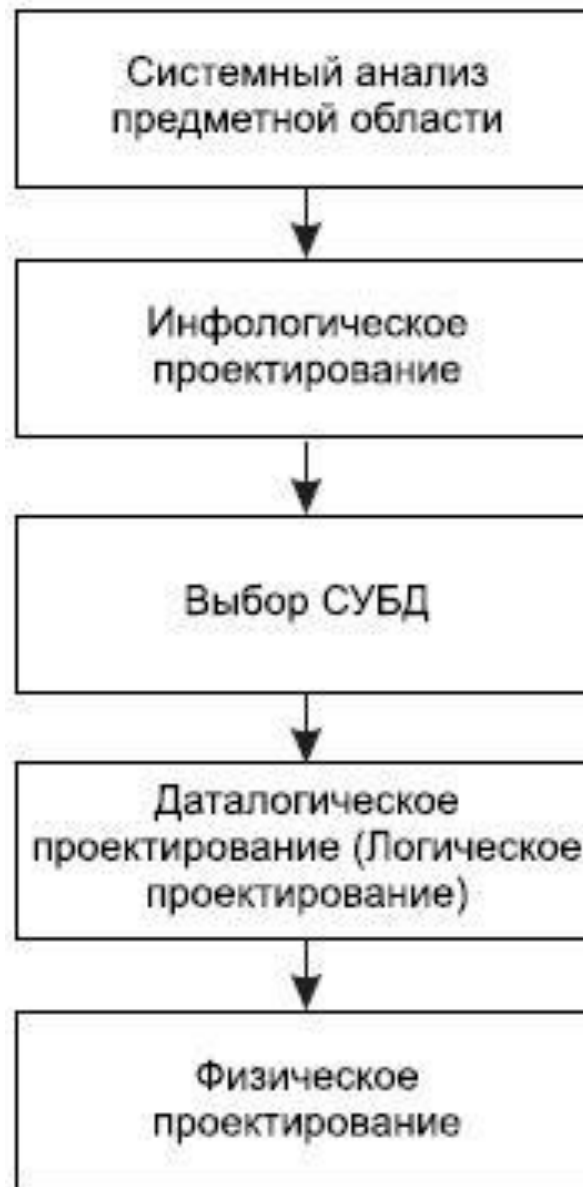 Системный анализ
предметной области
Инфологическое
проектирование
Выбор СУБД
Даталогическое
проектирование (Логическое
проектирование)
Физическое
проектирование